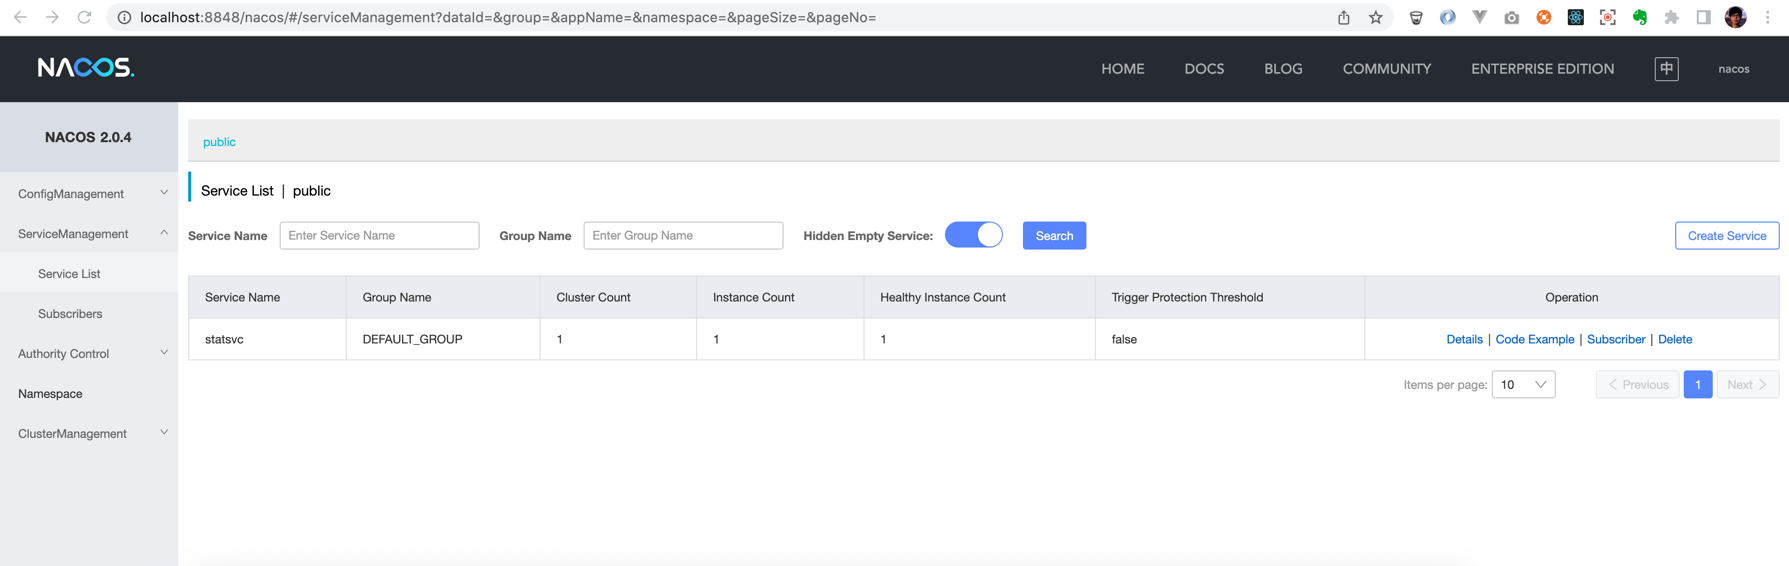 localhost:8848/nacos/#/serviceManagement?dataId=&group=&appName=&namespace=&pageSize=&pageNo=
NACOS. HOME DOCS BLOG COMMUNITY ENTERPRISE EDITION 中 nacos
NACOS 2.0.4
ConfigManagement
ServiceManagement
Service List
Subscribers
Authority Control
Namespace
ClusterManagement
public
Service List | public
Service Name Enter Service Name Group Name Enter Group Name Hidden Empty Service: Search Create Service
Service Name Group Name Cluster Count Instance Count Healthy Instance Count Trigger Protection Threshold Operation
statsvc DEFAULT_GROUP 1 1 1 false Details | Code Example | Subscriber | Delete
Items per page: 10 Previous 1 Next